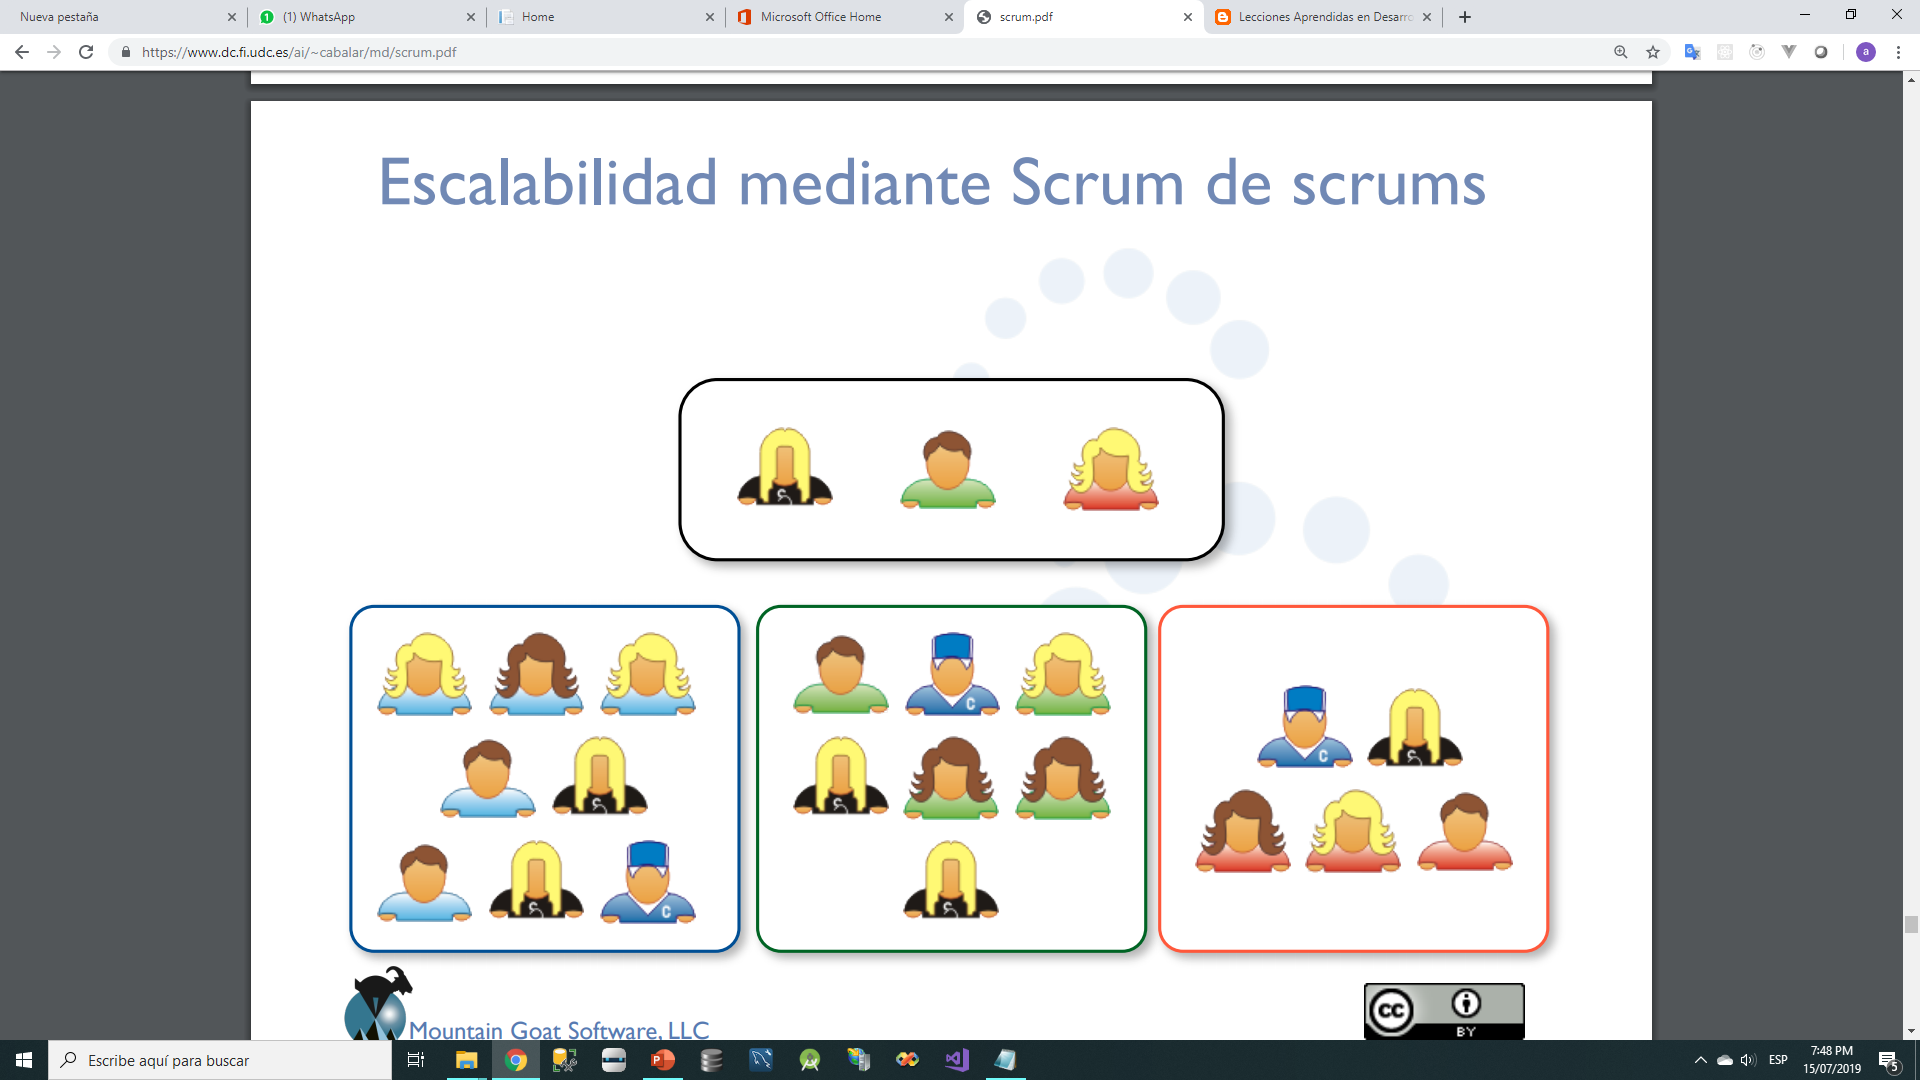 Nueva pestaña
(1) WhatsApp
Home
Microsoft Office Home
scrum.pdf
Lecciones Aprendidas en Desarro
https://www.dc.fi.udc.es/ai/~cabalar/md/scrum.pdf
a
Escalabilidad mediante Scrum de scrums
C
C
C
Mountain Goat Software, LLC
cc
BY
Escribe aquí para buscar
ESP
7:48 PM
15/07/2019
5